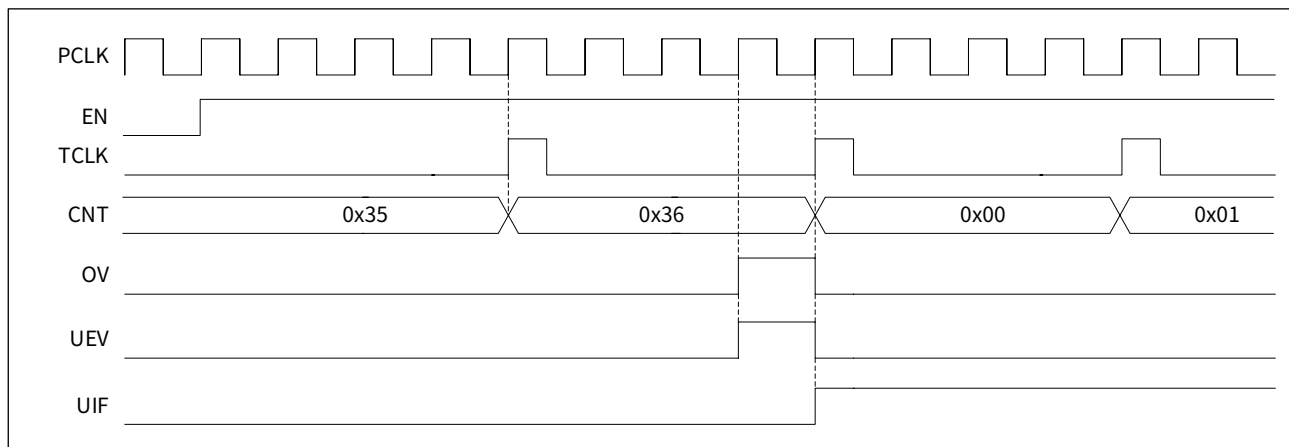 PCLK
EN
TCLK
CNT 0x35 0x36 0x00 0x01
OV
UEV
UIF